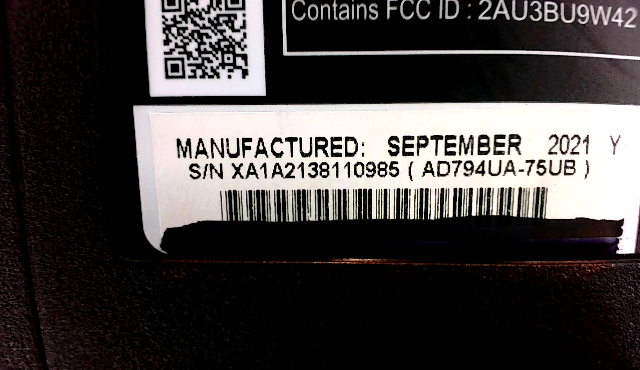 Contains FCC ID : 2AU3BU9W42
MANUFACTURED: SEPTEMBER 2021 Y
S/N XA1A2138110985 ( AD794UA-75UB )